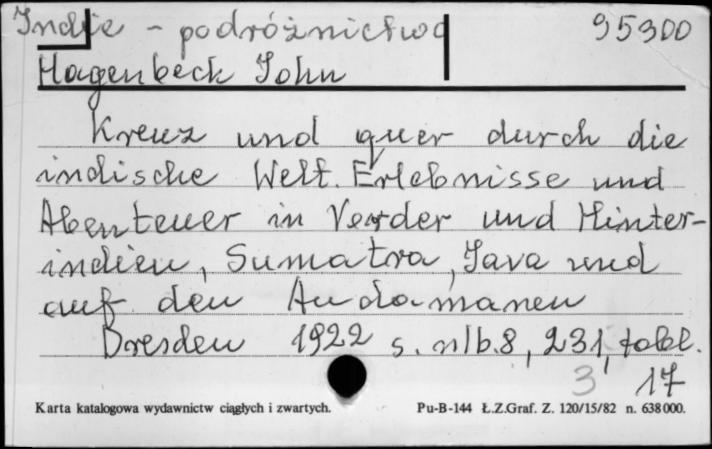 Indie - podróżnictwo 95300
Hagenbeck John
Kreuz und quer durch die
indische Welt. Erlebnisse und
Abenteuer in Vorder und Hinter-
indien, Sumatra, Java und
auf den Andamanen
Dresden 1922 s. nlb. 8, 231, tabl.
3 17
Karta katalogowa wydawnictw ciągłych i zwartych. Pu-B-144 Ł.Z.Graf. Z. 120/15/82 n. 638000.